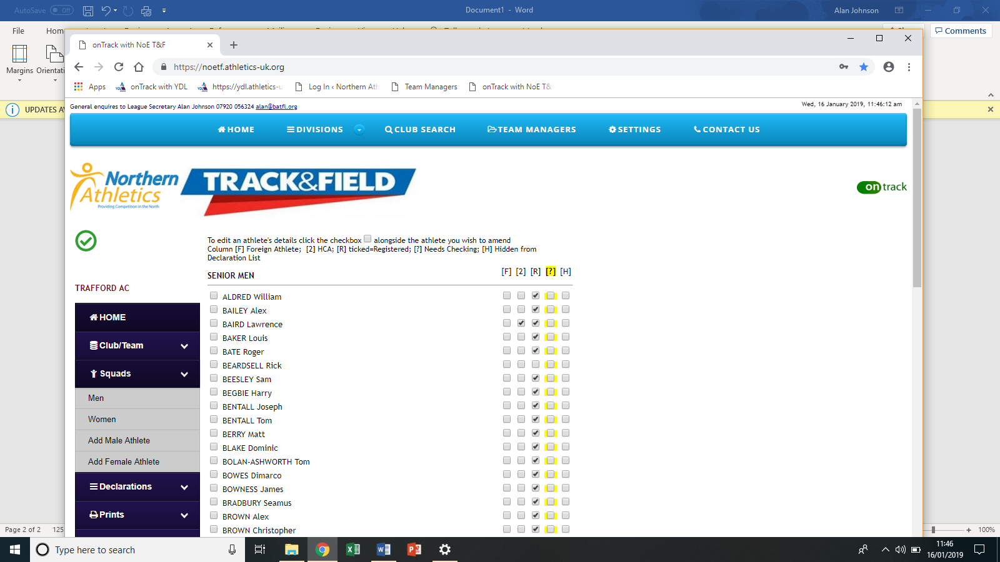 AutoSave Off
Document1 - Word
Alan Johnson
File
Margins
Comments
onTrack with NoE T&F
https://noetf.athletics-uk.org
Apps
onTrack with YDL
https://ydl.athletics-u
Log In ‹ Northern Ath
Team Managers
onTrack with NoE T&
General enquires to League Secretary Alan Johnson 07920 056324 alan@batfl.org
Wed, 16 January 2019, 11:46:12 am
HOME
DIVISIONS
CLUB SEARCH
TEAM MANAGERS
SETTINGS
CONTACT US
Northern
Athletics
Providing Competition in the North
TRACK&FIELD
on track
To edit an athlete's details click the checkbox alongside the athlete you wish to amend
Column [F] Foreign Athlete; [2] HCA; [R] ticked=Registered; [?] Needs Checking; [H] Hidden from
Declaration List
SENIOR MEN [F] [2] [R] [?] [H]
ALDRED William
BAILEY Alex
BAIRD Lawrence
BAKER Louis
BATE Roger
BEARDSELL Rick
BEESLEY Sam
BEGBIE Harry
BENTALL Joseph
BENTALL Tom
BERRY Matt
BLAKE Dominic
BOLAN-ASHWORTH Tom
BOWES Dimarco
BOWNESS James
BRADBURY Seamus
BROWN Alex
BROWN Christopher
TRAFFORD AC
HOME
Club/Team
Squads
Men
Women
Add Male Athlete
Add Female Athlete
Declarations
Prints
Page 2 of 2 125
100%
Type here to search
11:46
16/01/2019